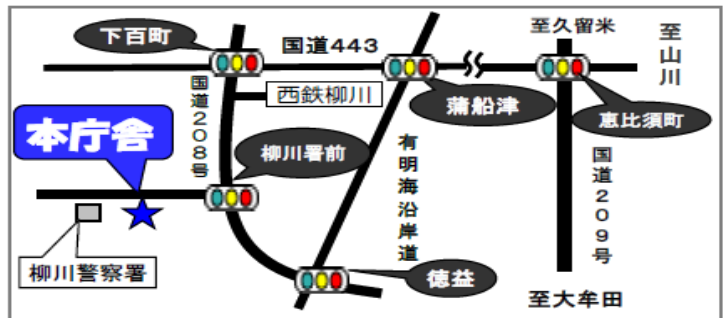 下百町
国道443
至久留米
至山川
国道208号
西鉄柳川
蒲船津
恵比須町
本庁舎
柳川署前
有明海沿岸道
国道209号
柳川警察署
徳益
至大牟田